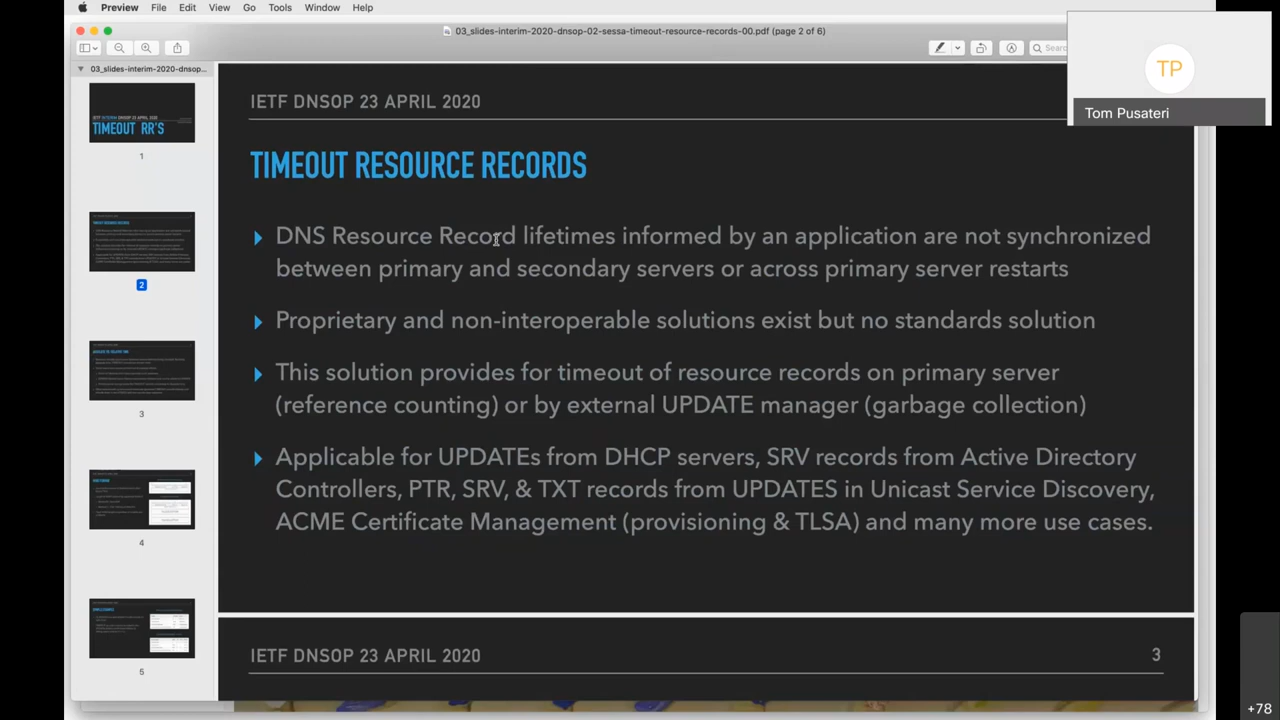 Preview File Edit View Go Tools Window Help
03_slides-interim-2020-dnsop-02-sessa-timeout-resource-records-00.pdf (page 2 of 6)
Searc
TP
Tom Pusateri
03_slides-interim-2020-dnsop...
TIMEOUT RR'S
1
2
3
4
5
IETF DNSOP 23 APRIL 2020
TIMEOUT RESOURCE RECORDS
DNS Resource Record lifetimes informed by an application are not synchronized
between primary and secondary servers or across primary server restarts
Proprietary and non-interoperable solutions exist but no standards solution
This solution provides for timeout of resource records on primary server
(reference counting) or by external UPDATE manager (garbage collection)
Applicable for UPDATEs from DHCP servers, SRV records from Active Directory
Controllers, PTR, SRV, & TXT records from UPDATES in Unicast Service Discovery,
ACME Certificate Management (provisioning & TLSA) and many more use cases.
IETF DNSOP 23 APRIL 2020
3
+78